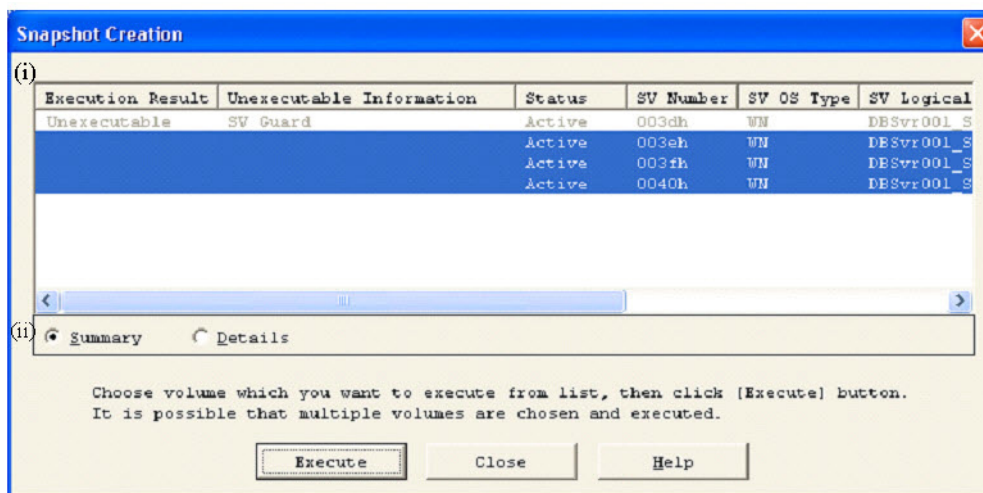 Snapshot Creation
(i)
Execution Result Unexecutable Information Status SV Number SV OS Type SV Logical
Unexecutable SV Guard Active 003dh WN DBSvr001_S
Active 003eh WN DBSvr001_S
Active 003fh WN DBSvr001_S
Active 0040h WN DBSvr001_S
(ii) Summary Details
Choose volume which you want to execute from list, then click [Execute] button.
It is possible that multiple volumes are chosen and executed.
Execute Close Help